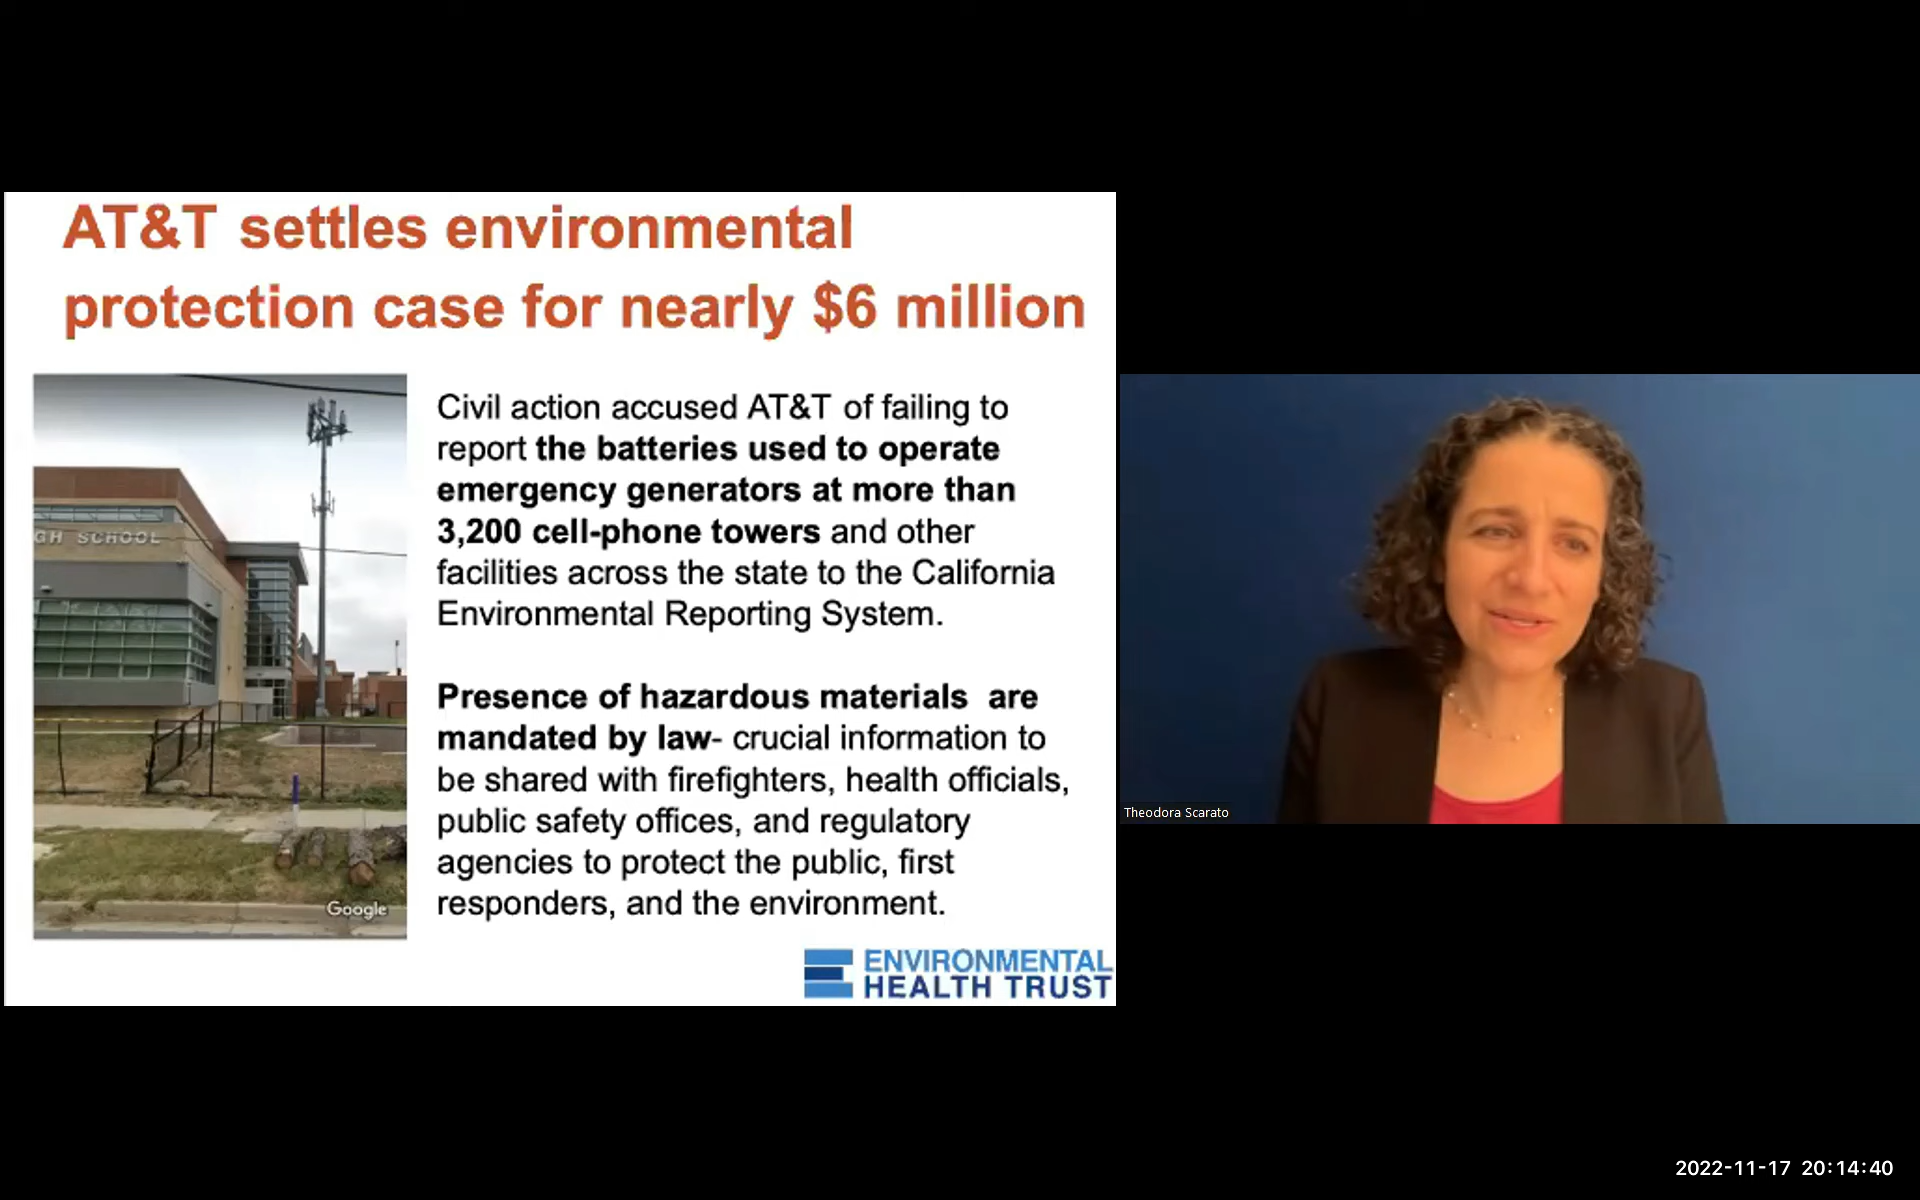 AT&T settles environmental
protection case for nearly $6 million
GH SCHOOL
Google
Civil action accused AT&T of failing to
report the batteries used to operate
emergency generators at more than
3,200 cell-phone towers and other
facilities across the state to the California
Environmental Reporting System.
Presence of hazardous materials  are
mandated by law- crucial information to
be shared with firefighters, health officials,
public safety offices, and regulatory
agencies to protect the public, first
responders, and the environment.
ENVIRONMENTAL
HEALTH TRUST
Theodora Scarato
2022-11-17 20:14:40